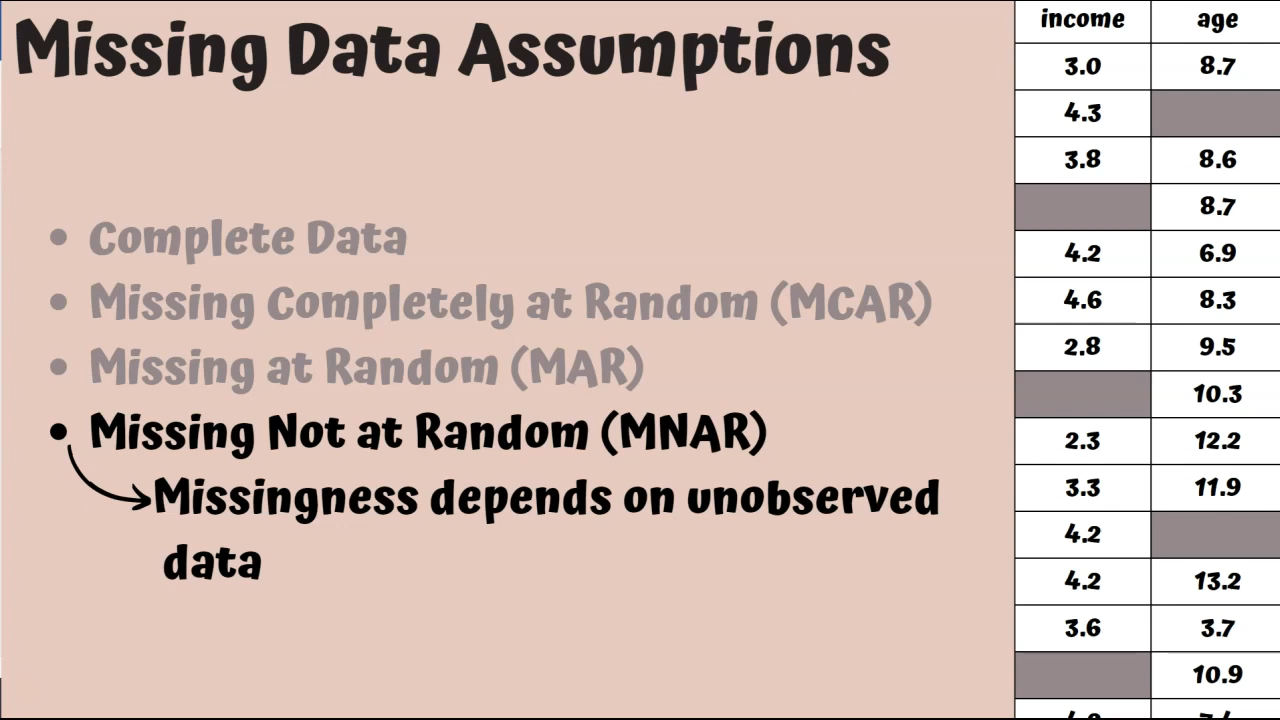 Missing Data Assumptions
• Complete Data
• Missing Completely at Random (MCAR)
• Missing at Random (MAR)
• Missing Not at Random (MNAR)
Missingness depends on unobserved
data
income age
3.0 8.7
4.3
3.8 8.6
8.7
4.2 6.9
4.6 8.3
2.8 9.5
10.3
2.3 12.2
3.3 11.9
4.2
4.2 13.2
3.6 3.7
10.9